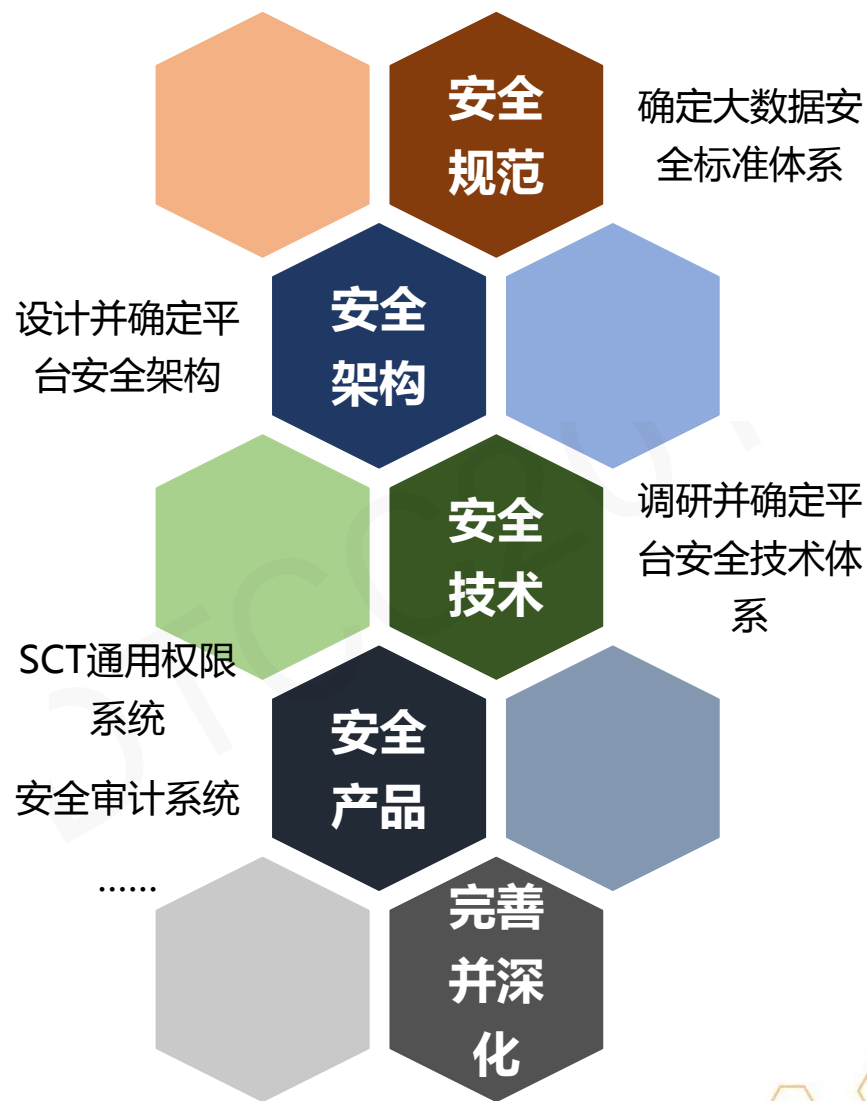 安全
规范
确定大数据安
全标准体系
设计并确定平
台安全架构
安全
架构
安全
技术
调研并确定平
台安全技术体
系
SCT通用权限
系统
安全审计系统
……
安全
产品
完善
并深
化